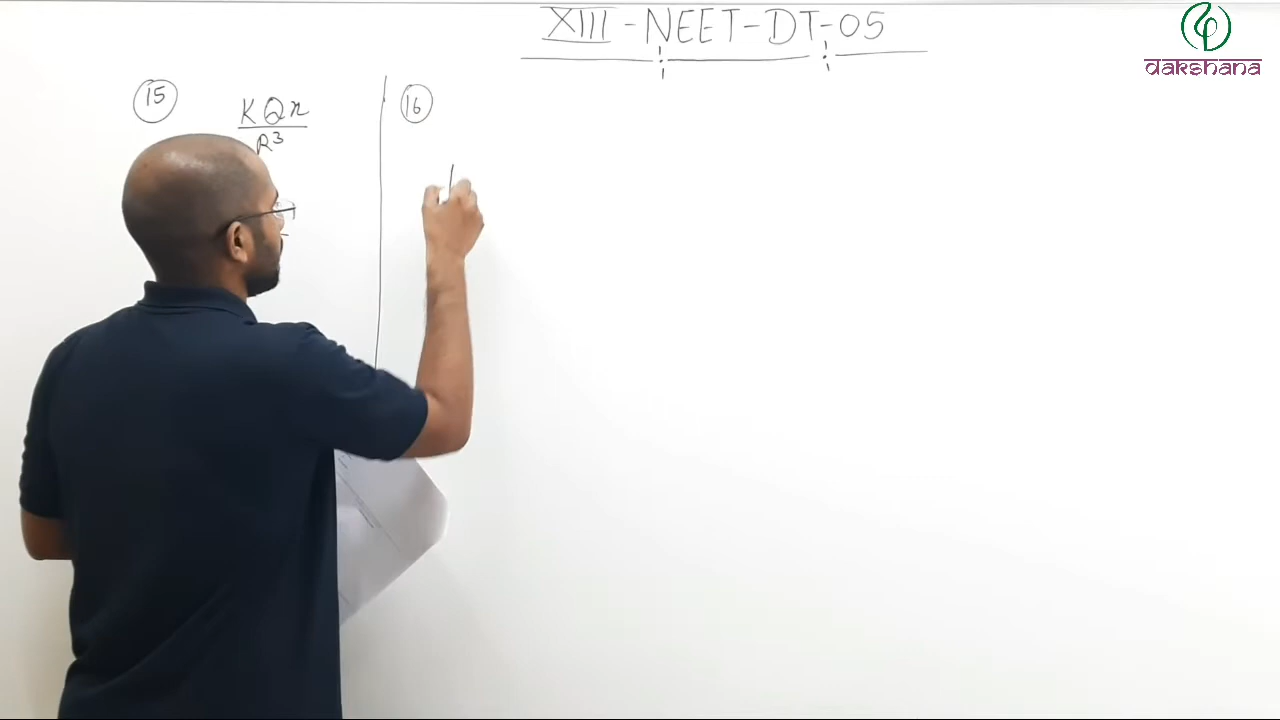 XIII - NEET - DT - 05
dakshana
15
KQx
R³
16